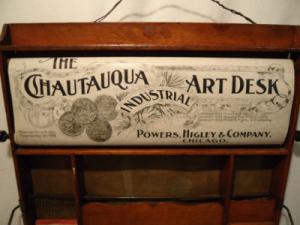 THE
CHAUTAUQUA
INDUSTRIAL
ART DESK
POWERS, HIGLEY & COMPANY.
CHICAGO.